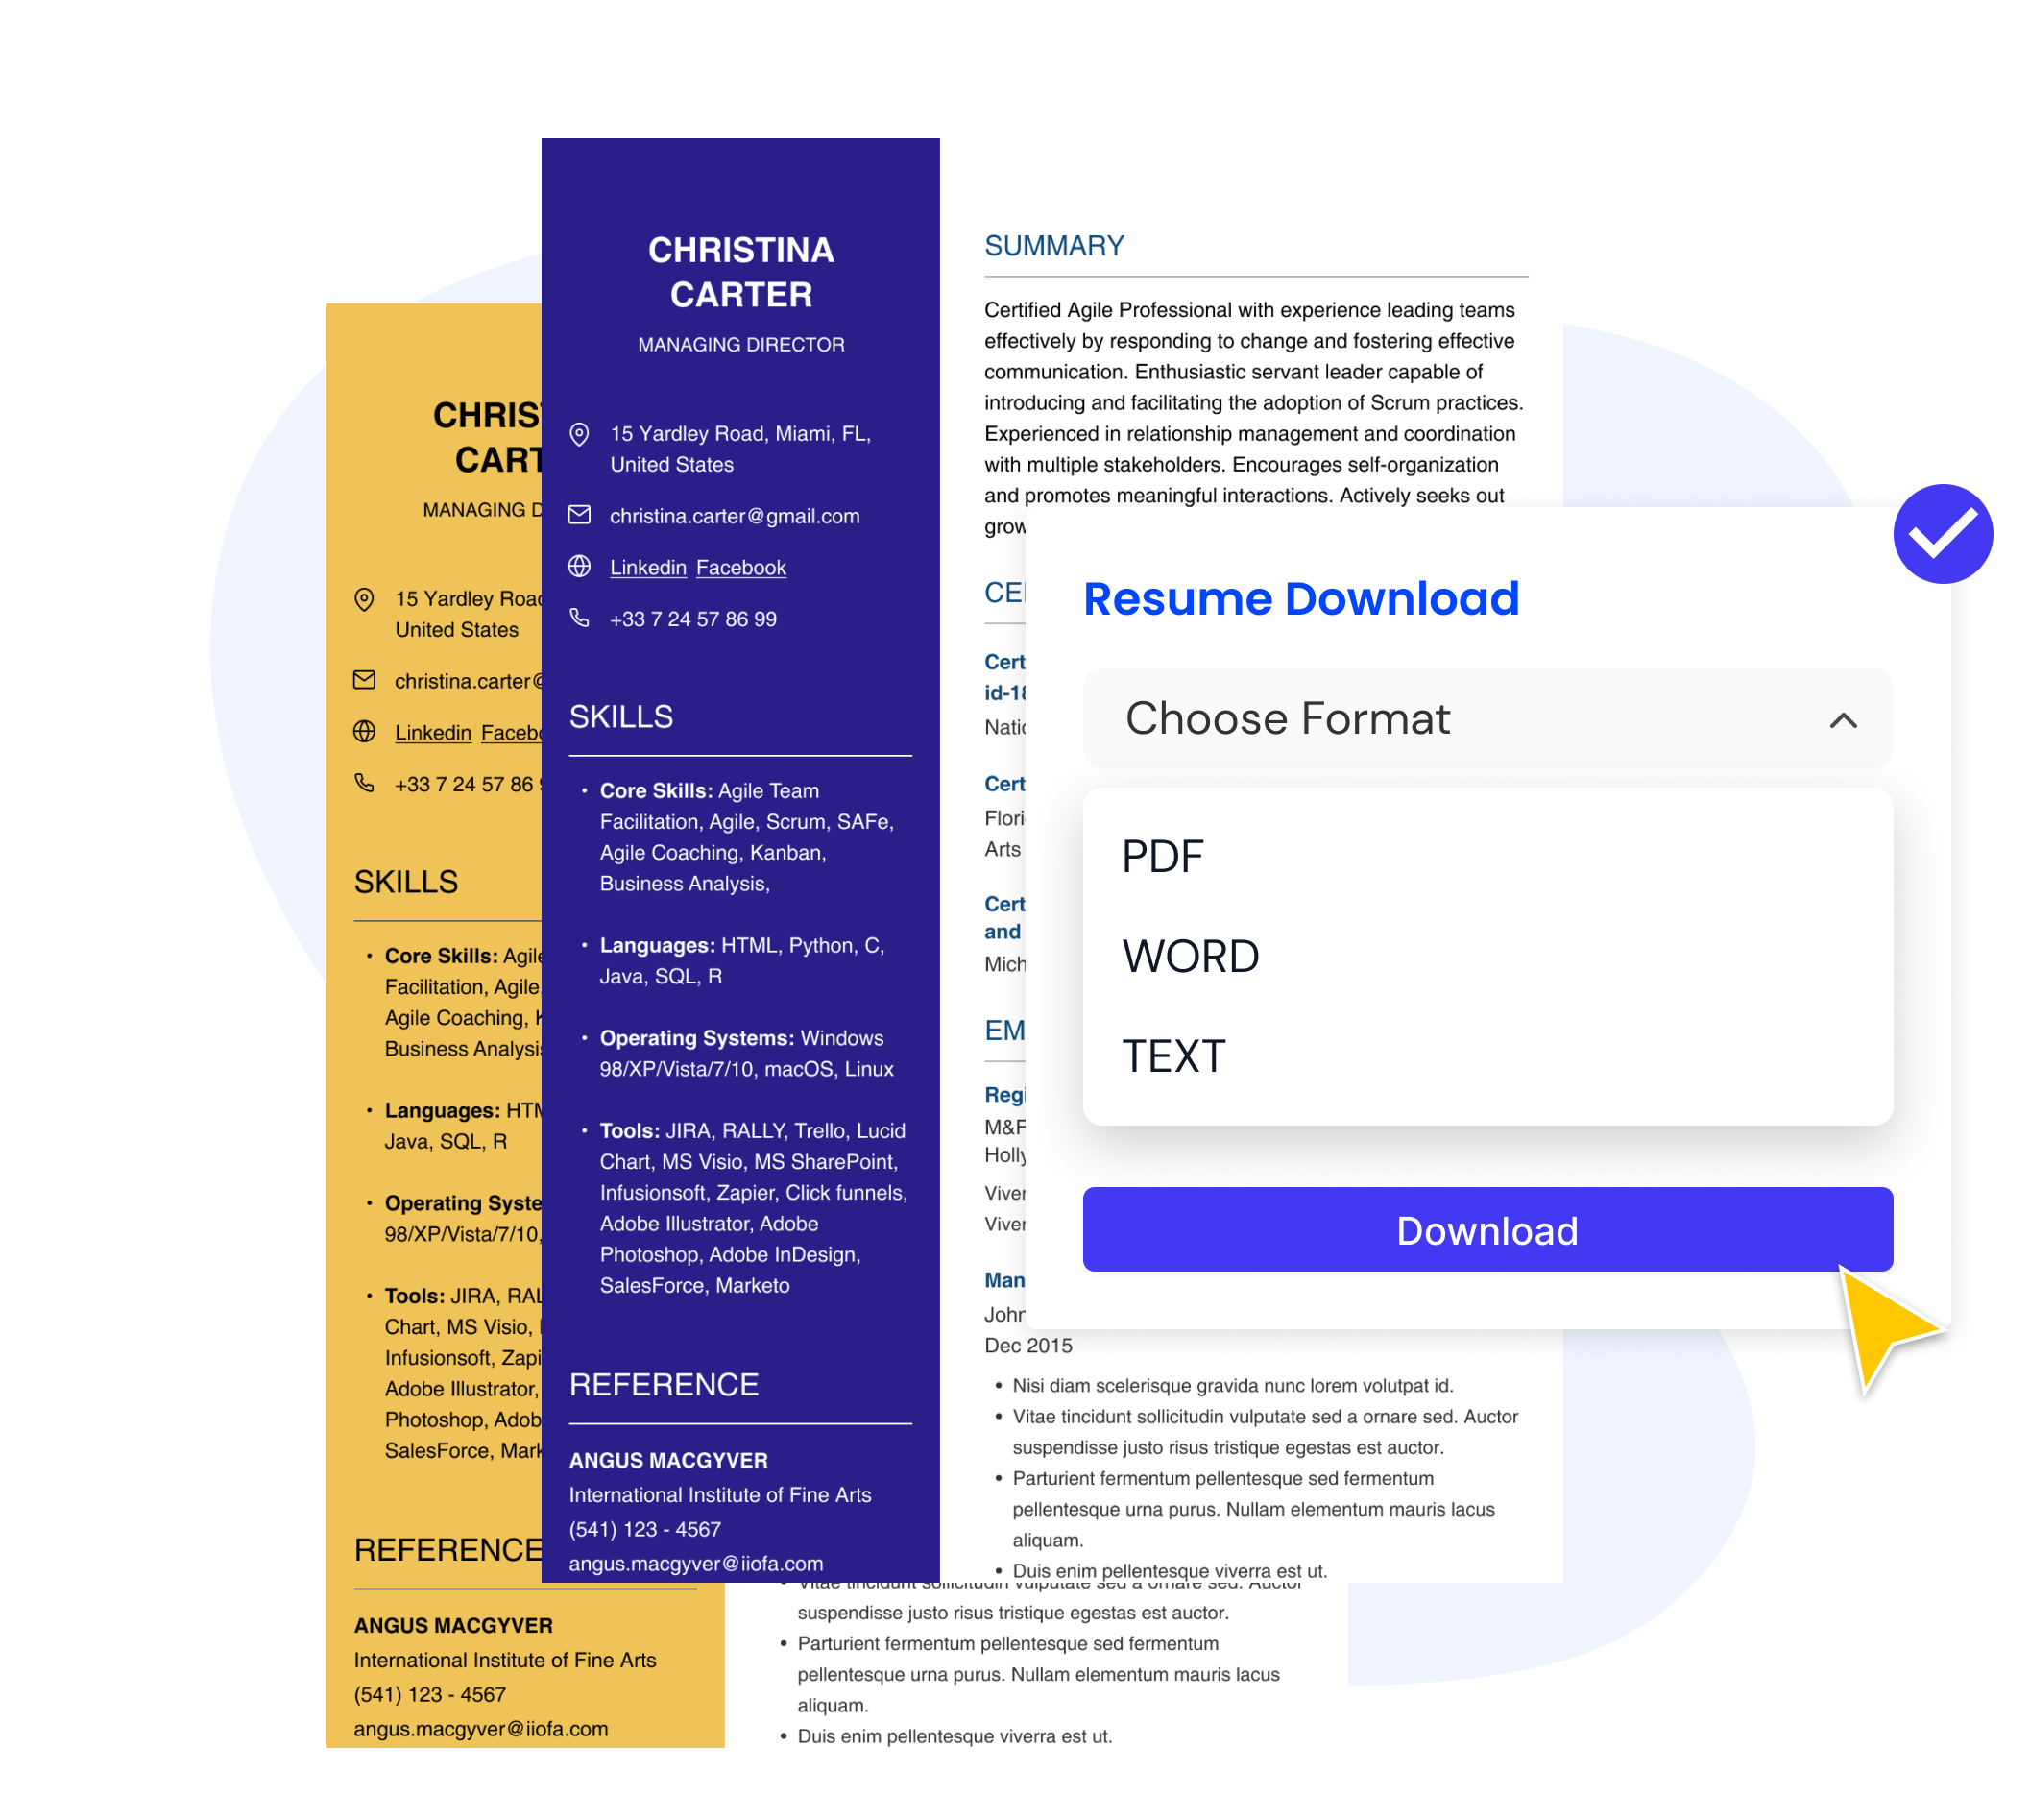 CHRISTINA
CARTER
MANAGING DIRECTOR
15 Yardley Road, Miami, FL,
United States
christina.carter@gmail.com
Linkedin Facebook
+33 7 24 57 86 99
SKILLS
• Core Skills: Agile Team
Facilitation, Agile, Scrum, SAFe,
Agile Coaching, Kanban,
Business Analysis,
• Languages: HTML, Python, C,
Java, SQL, R
• Operating Systems: Windows
98/XP/Vista/7/10, macOS, Linux
• Tools: JIRA, RALLY, Trello, Lucid
Chart, MS Visio, MS SharePoint,
Infusionsoft, Zapier, Click funnels,
Adobe Illustrator, Adobe
Photoshop, Adobe InDesign,
SalesForce, Marketo
REFERENCE
ANGUS MACGYVER
International Institute of Fine Arts
(541) 123 - 4567
angus.macgyver@iiofa.com
SUMMARY
Certified Agile Professional with experience leading teams
effectively by responding to change and fostering effective
communication. Enthusiastic servant leader capable of
introducing and facilitating the adoption of Scrum practices.
Experienced in relationship management and coordination
with multiple stakeholders. Encourages self-organization
and promotes meaningful interactions. Actively seeks out
grow
CE
Cert
id-18
Natio
Cert
Flori
Arts
Cert
and
Mich
EM
Regi
M&F
Holly
Viver
Viver
Man
John
Dec 2015
• Nisi diam scelerisque gravida nunc lorem volutpat id.
• Vitae tincidunt sollicitudin vulputate sed a ornare sed. Auctor
suspendisse justo risus tristique egestas est auctor.
• Parturient fermentum pellentesque sed fermentum
pellentesque urna purus. Nullam elementum mauris lacus
aliquam.
• Duis enim pellentesque viverra est ut.
Resume Download
Choose Format
PDF
WORD
TEXT
Download
CHRIS
CART
MANAGING D
15 Yardley Road
United States
christina.carter@
Linkedin Facebo
+33 7 24 57 86 9
SKILLS
• Core Skills: Agile
Facilitation, Agile,
Agile Coaching, K
Business Analysis
• Languages: HTM
Java, SQL, R
• Operating Syste
98/XP/Vista/7/10,
• Tools: JIRA, RAL
Chart, MS Visio,
Infusionsoft, Zapi
Adobe Illustrator,
Photoshop, Adob
SalesForce, Mark
REFERENCE
ANGUS MACGYVER
International Institute of Fine Arts
(541) 123 - 4567
angus.macgyver@iiofa.com
• Vitae tincidunt sollicitudin vulputate sed a ornare sed. Auctor
suspendisse justo risus tristique egestas est auctor.
• Parturient fermentum pellentesque sed fermentum
pellentesque urna purus. Nullam elementum mauris lacus
aliquam.
• Duis enim pellentesque viverra est ut.